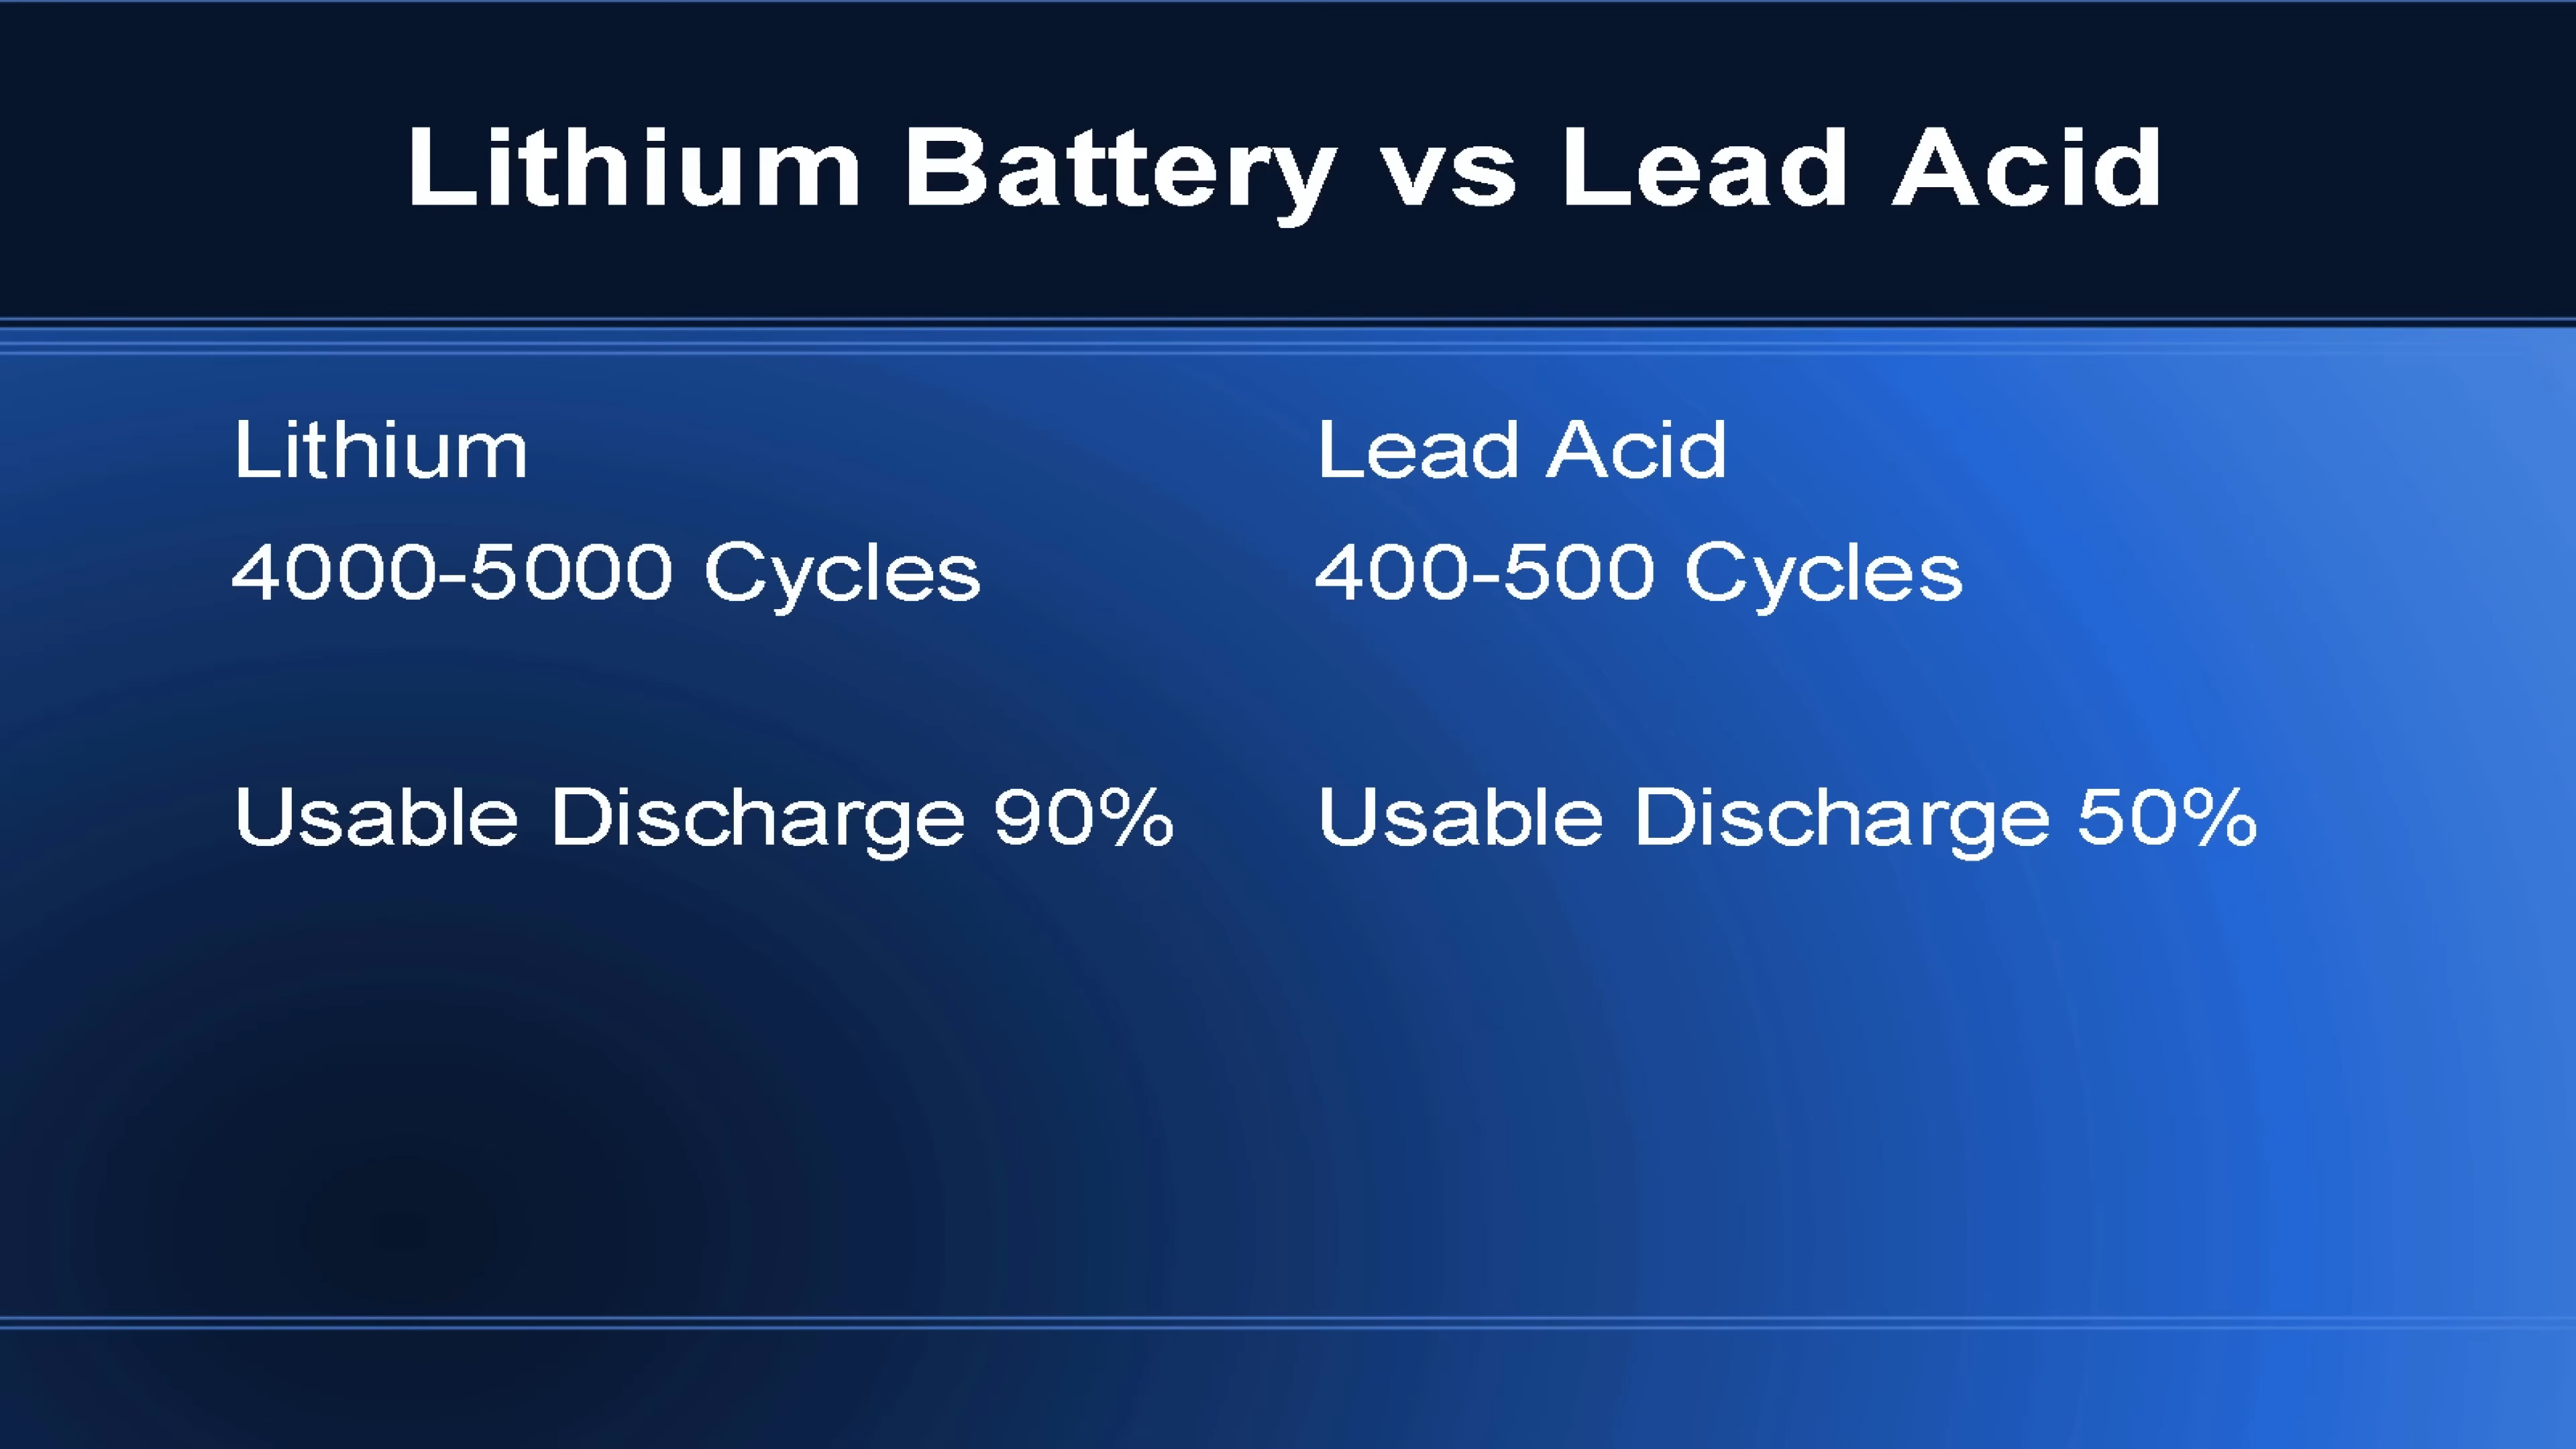 Lithium Battery vs Lead Acid
Lithium
4000-5000 Cycles
Usable Discharge 90%
Lead Acid
400-500 Cycles
Usable Discharge 50%